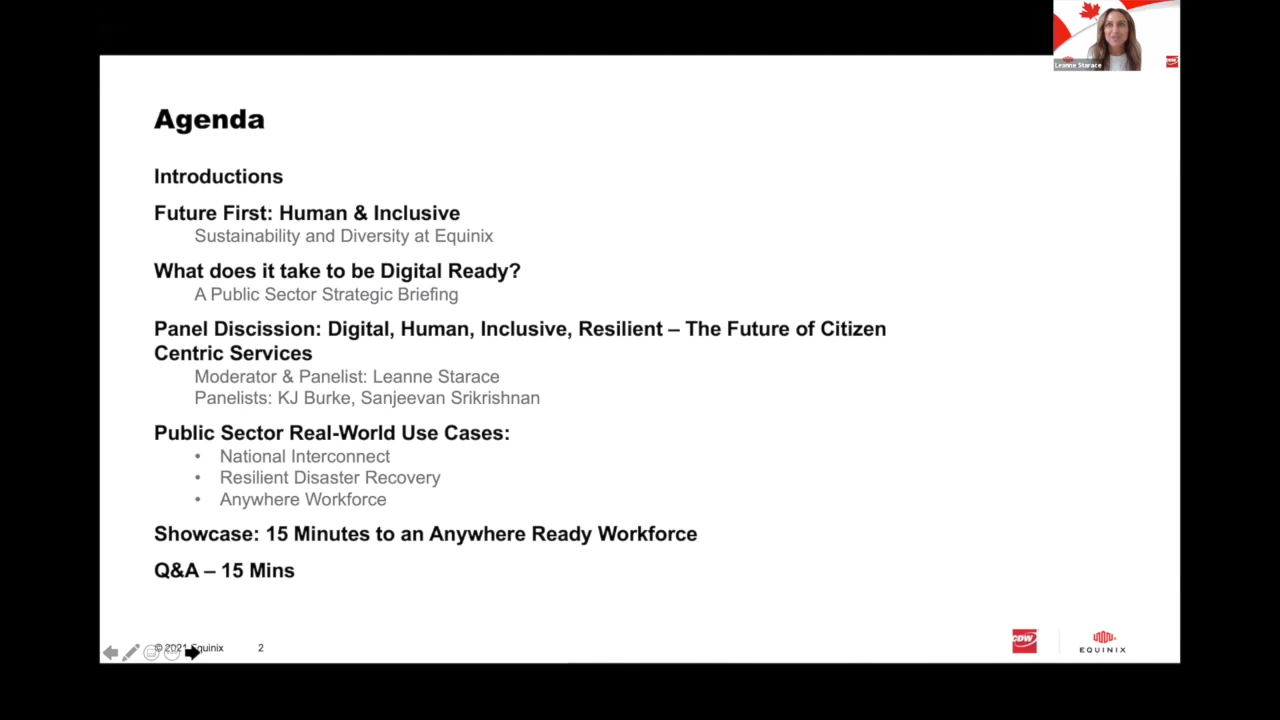 Leanne Starace
CDW
Agenda
Introductions
Future First: Human & Inclusive
Sustainability and Diversity at Equinix
What does it take to be Digital Ready?
A Public Sector Strategic Briefing
Panel Discission: Digital, Human, Inclusive, Resilient – The Future of Citizen
Centric Services
Moderator & Panelist: Leanne Starace
Panelists: KJ Burke, Sanjeevan Srikrishnan
Public Sector Real-World Use Cases:
• National Interconnect
• Resilient Disaster Recovery
• Anywhere Workforce
Showcase: 15 Minutes to an Anywhere Ready Workforce
Q&A – 15 Mins
© 2021 Equinix 2
CDW
EQUINIX